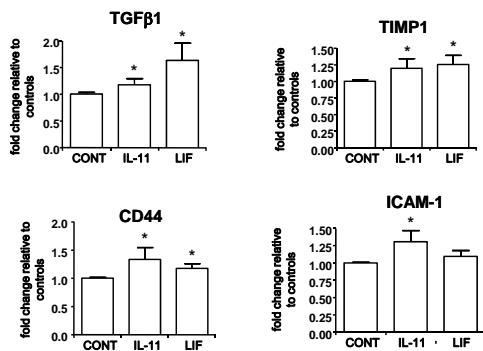 TGFβ1
fold change relative to
controls
2.0
1.5
1.0
0.5
0.0
*
*
CONT IL-11 LIF
TIMP1
fold change relative
to controls
1.50
1.25
1.00
0.75
0.50
0.25
0.00
*
*
CONT IL-11 LIF
CD44
fold change relative to
controls
2.0
1.5
1.0
0.5
0.0
*
*
CONT IL-11 LIF
ICAM-1
fold change relative
to controls
1.50
1.25
1.00
0.75
0.50
0.25
0.00
*
CONT IL-11 LIF